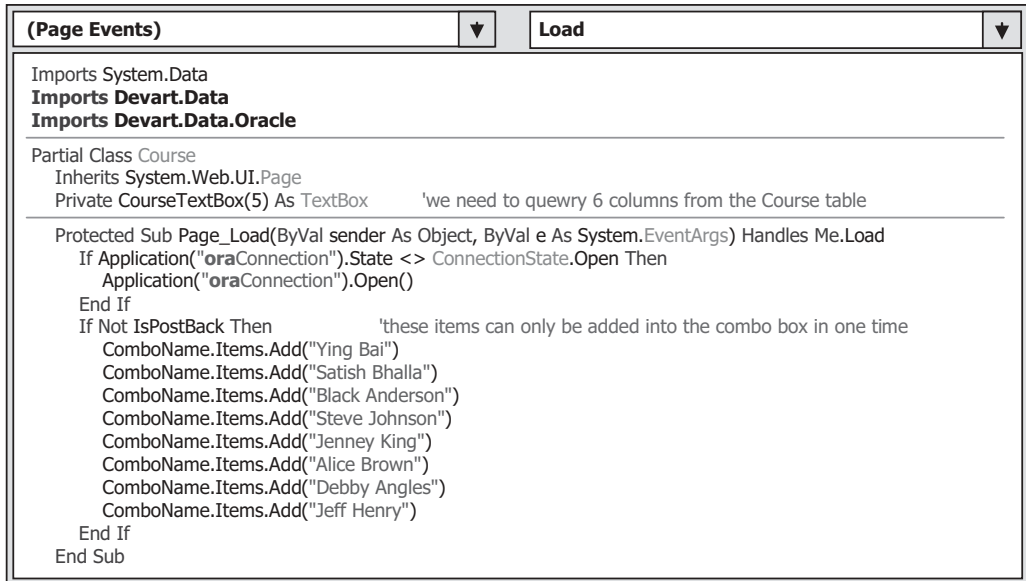 (Page Events) Load
Imports System.Data
Imports Devart.Data
Imports Devart.Data.Oracle
Partial Class Course
Inherits System.Web.UI.Page
Private CourseTextBox(5) As TextBox 'we need to quewry 6 columns from the Course table
Protected Sub Page_Load(ByVal sender As Object, ByVal e As System.EventArgs) Handles Me.Load
If Application("oraConnection").State <> ConnectionState.Open Then
Application("oraConnection").Open()
End If
If Not IsPostBack Then 'these items can only be added into the combo box in one time
ComboName.Items.Add("Ying Bai")
ComboName.Items.Add("Satish Bhalla")
ComboName.Items.Add("Black Anderson")
ComboName.Items.Add("Steve Johnson")
ComboName.Items.Add("Jenney King")
ComboName.Items.Add("Alice Brown")
ComboName.Items.Add("Debby Angles")
ComboName.Items.Add("Jeff Henry")
End If
End Sub